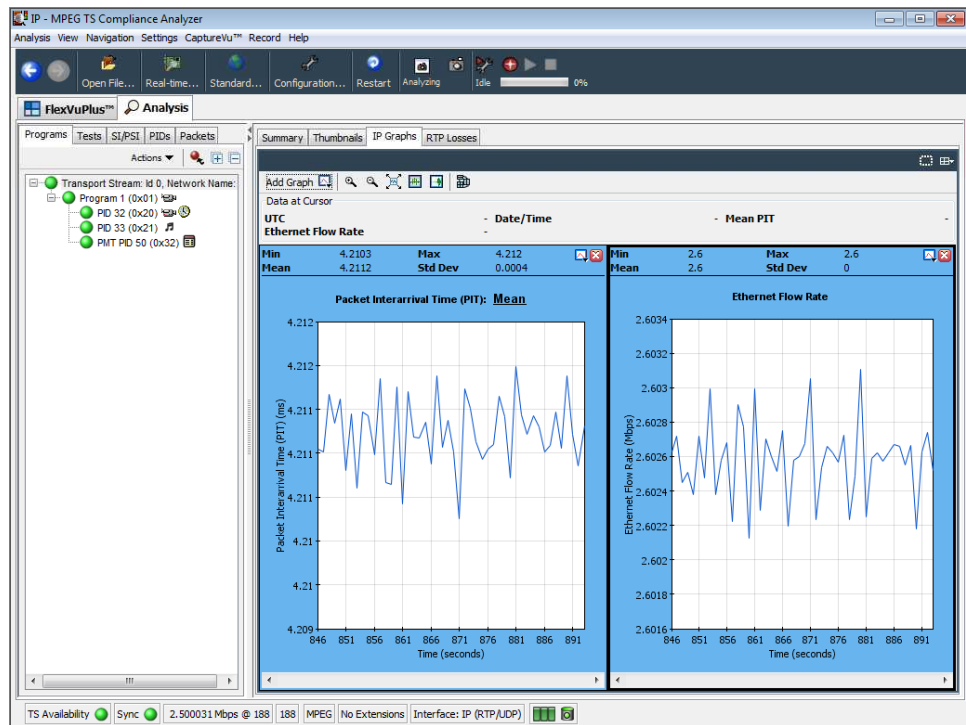 IP - MPEG TS Compliance Analyzer
Analysis View Navigation Settings CaptureVu™ Record Help
Open File... Real-time... Standard... Configuration... Restart Analyzing Idle 0%
FlexVuPlus™ Analysis
Programs Tests SI/PSI PIDs Packets
Actions
Transport Stream: Id 0, Network Name:
Program 1 (0x01)
PID 32 (0x20)
PID 33 (0x21)
PMT PID 50 (0x32)
Summary Thumbnails IP Graphs RTP Losses
Add Graph
Data at Cursor
UTC - Date/Time - Mean PIT -
Ethernet Flow Rate -
Min 4.2103 Max 4.212
Mean 4.2112 Std Dev 0.0004
Packet Interarrival Time (PIT): Mean
Packet Interarrival Time (PIT) (ms)
4.212
4.212
4.211
4.211
4.211
4.21
4.21
4.209
846 851 856 861 866 871 876 881 886 891
Time (seconds)
Min 2.6 Max 2.6
Mean 2.6 Std Dev 0
Ethernet Flow Rate
Ethernet Flow Rate (Mbps)
2.6034
2.6032
2.603
2.6028
2.6026
2.6024
2.6022
2.602
2.6018
2.6016
846 851 856 861 866 871 876 881 886 891
Time (seconds)
TS Availability Sync 2.500031 Mbps @ 188 188 MPEG No Extensions Interface: IP (RTP/UDP)